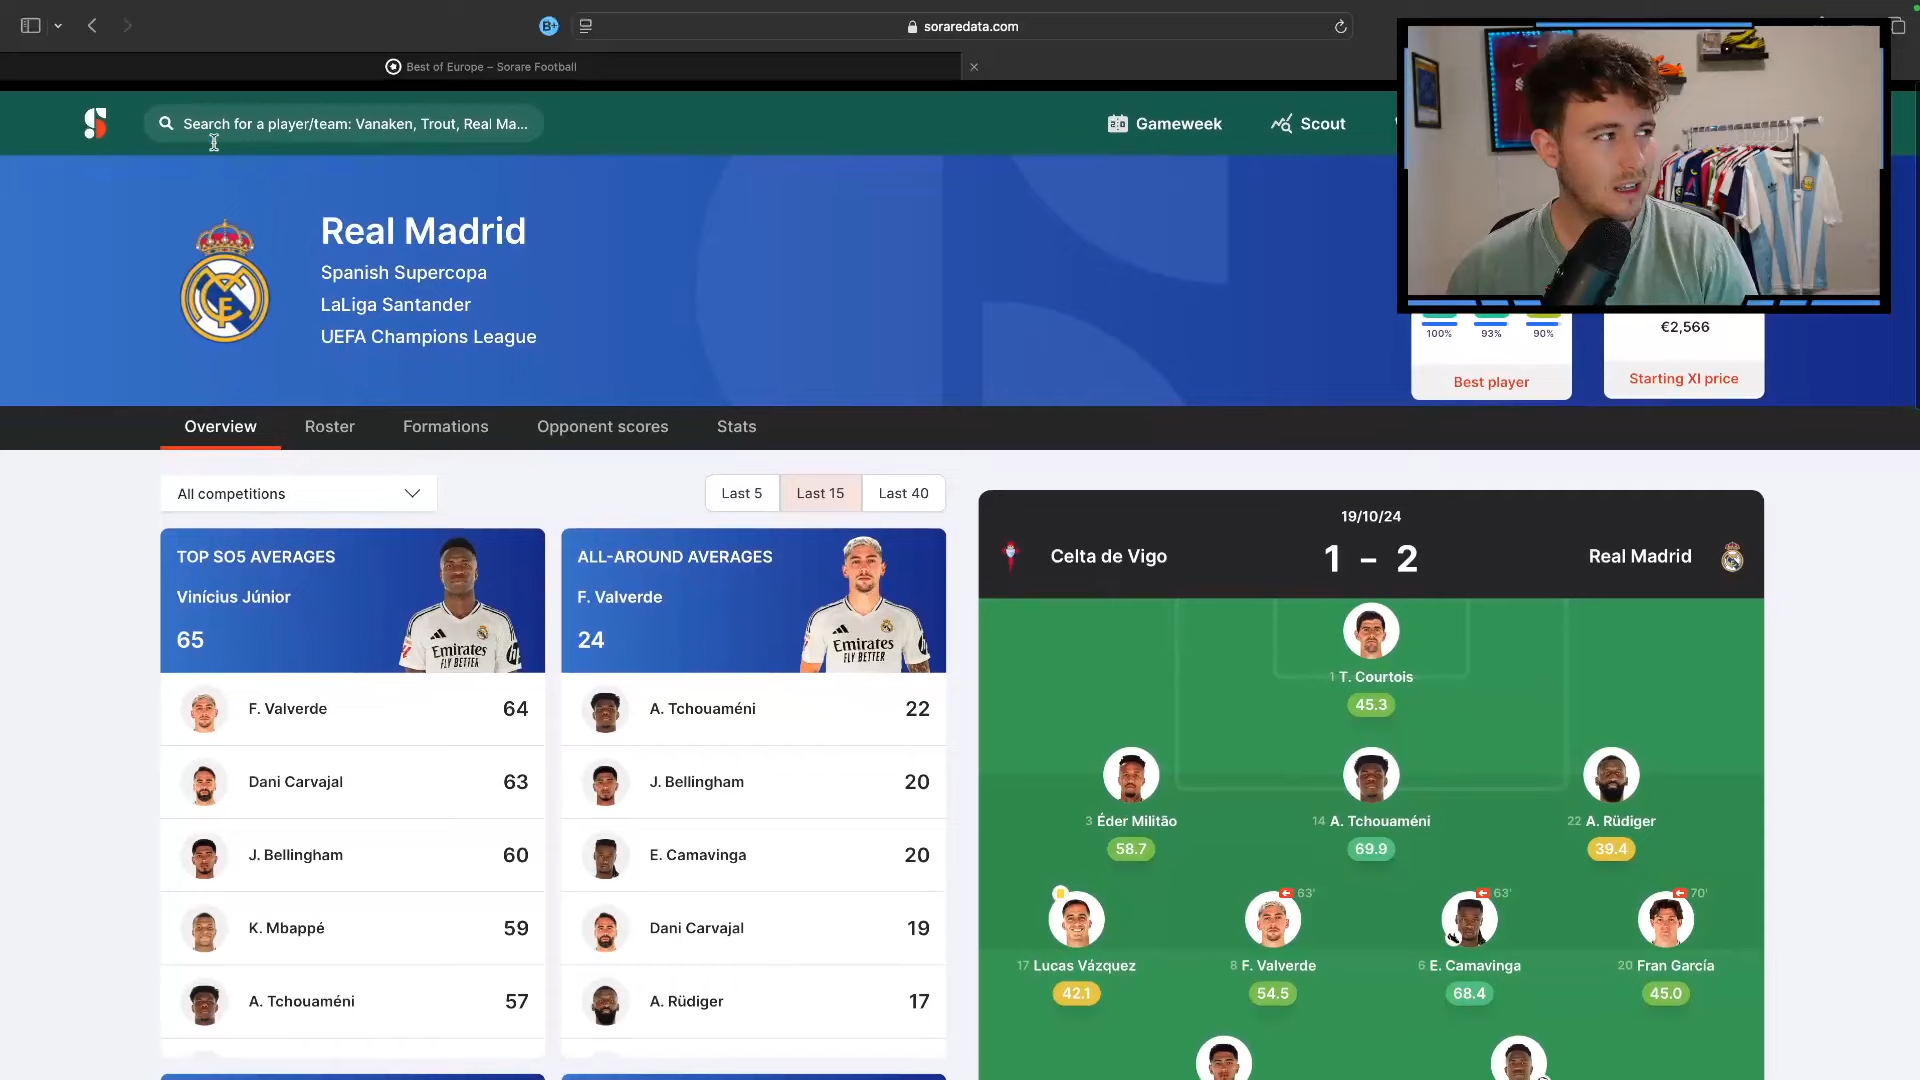 B+
soraredata.com
Best of Europe – Sorare Football
Search for a player/team: Vanaken, Trout, Real Ma...
Gameweek
Scout
Real Madrid
Spanish Supercopa
LaLiga Santander
UEFA Champions League
100%
93%
90%
Best player
€2,566
Starting XI price
Overview
Roster
Formations
Opponent scores
Stats
All competitions
Last 5
Last 15
Last 40
TOP SO5 AVERAGES
Vinícius Júnior
65
Emirates
FLY BETTER
F. Valverde 64
Dani Carvajal 63
J. Bellingham 60
K. Mbappé 59
A. Tchouaméni 57
ALL-AROUND AVERAGES
F. Valverde
24
Emirates
FLY BETTER
A. Tchouaméni 22
J. Bellingham 20
E. Camavinga 20
Dani Carvajal 19
A. Rüdiger 17
19/10/24
Celta de Vigo 1 - 2 Real Madrid
1 T. Courtois
45.3
3 Éder Militão
58.7
14 A. Tchouaméni
69.9
22 A. Rüdiger
39.4
63'
63'
70'
17 Lucas Vázquez
42.1
8 F. Valverde
54.5
6 E. Camavinga
68.4
20 Fran García
45.0